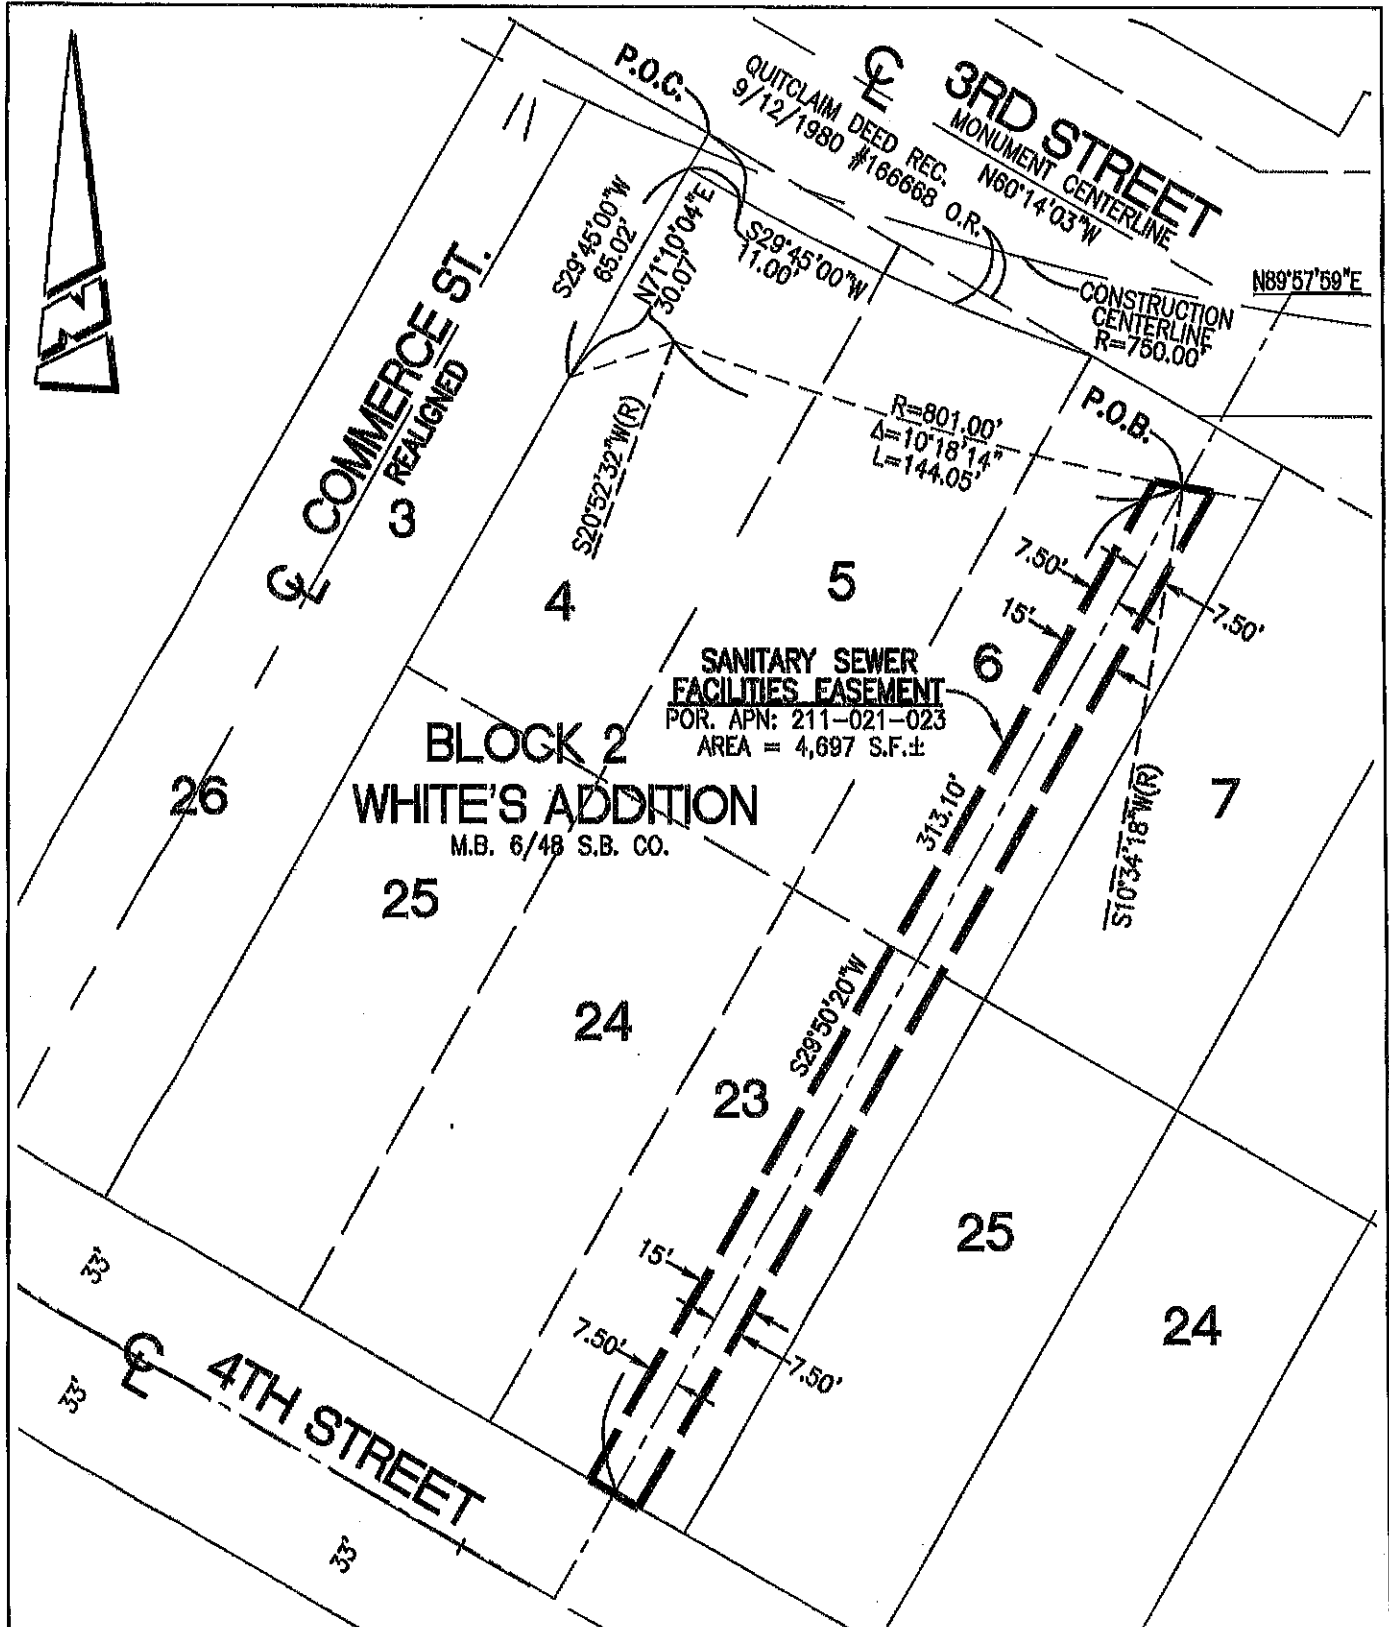 P.O.C.
QUITCLAIM DEED REC.
9/12/1980 #166668 O.R.
℄ 3RD STREET
MONUMENT CENTERLINE
N60°14'03"W
N89°57'59"E
CONSTRUCTION
CENTERLINE
R=750.00'
S29°45'00"W
65.02'
N71°10'04"E
30.07'
S29°45'00"W
11.00'
℄ COMMERCE ST.
REALIGNED
3
S20°52'32"W(R)
R=801.00'
Δ=10°18'14"
L=144.05'
P.O.B.
7.50'
15'
7.50'
4
5
6
7
SANITARY SEWER
FACILITIES EASEMENT
POR. APN: 211-021-023
AREA = 4,697 S.F.±
BLOCK 2
WHITE'S ADDITION
M.B. 6/48 S.B. CO.
26
25
24
23
313.10'
S29°50'20"W
S10°34'18"W(R)
25
24
15'
7.50'
7.50'
33'
33'
33'
℄ 4TH STREET